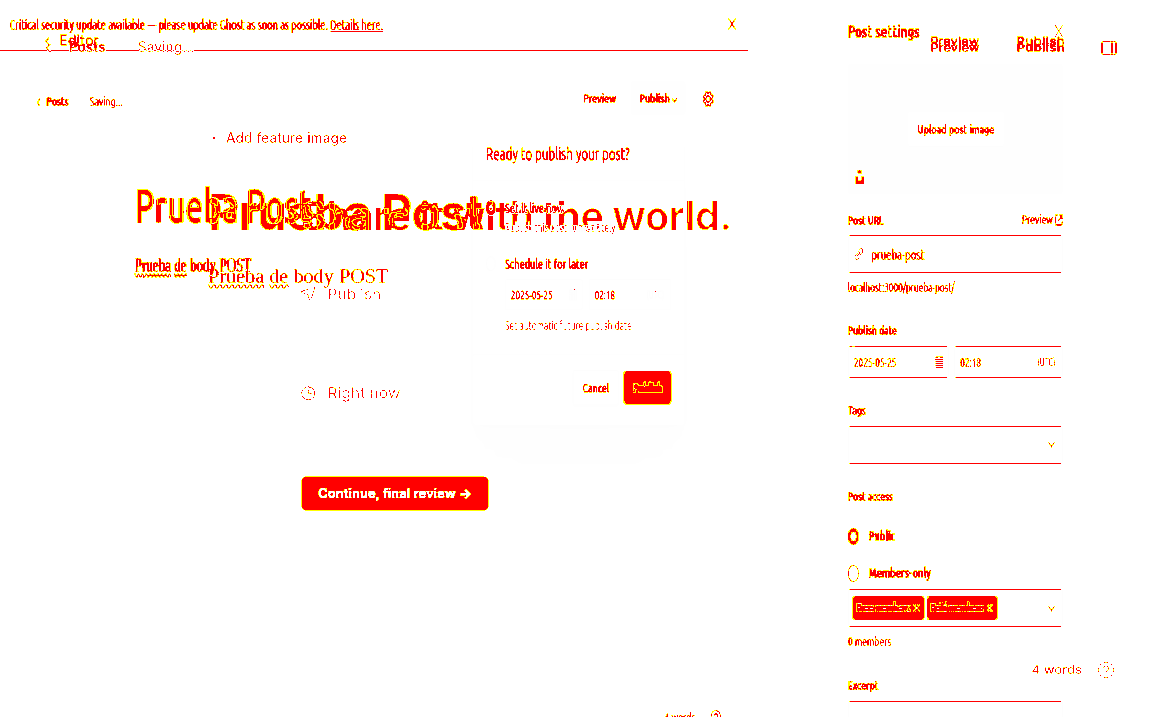 Critical security update available — please update Ghost as soon as possible. Details here. X
Post settings
Editor
Posts Saving...
Preview Publish
Posts Saving...
Preview Publish
Add feature image
Upload post image
Ready to publish your post?
Prueba Post
Prueba Post
Share it with the world.
Set it live now
Post URL Preview
Prueba de body POST
Prueba de body POST
Schedule it for later
prueba-post
Publish
2025-05-25 02:18
localhost:3000/prueba-post/
Set automatic future publish date
Publish date
2025-05-25 02:18 (UTC)
Right now
Cancel
Tags
Continue, final review →
Post access
Public
Members-only
0 members
4 words
Excerpt
4 words